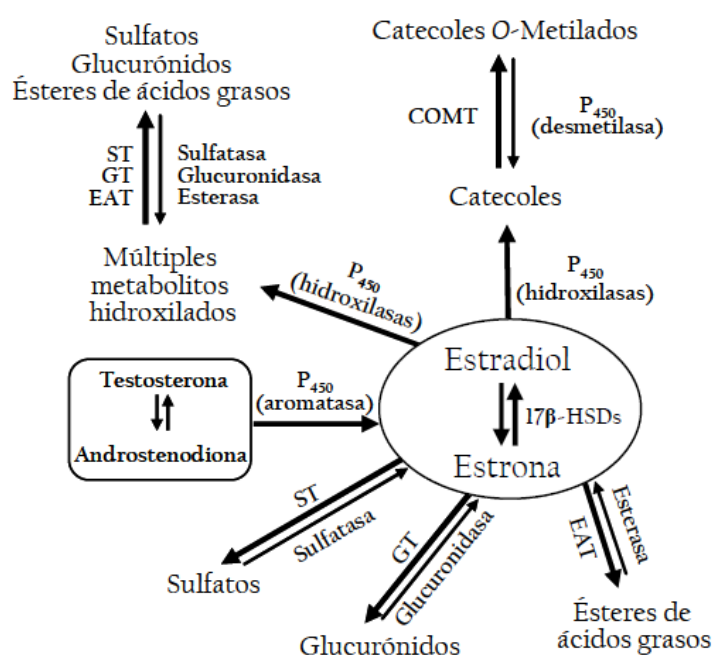 Sulfatos
Glucurónidos
Ésteres de ácidos grasos
ST
GT
EAT
Sulfatasa
Glucuronidasa
Esterasa
Múltiples
metabolitos
hidroxilados
Catecoles O-Metilados
COMT
P450
(desmetilasa)
Catecoles
P450
(hidroxilasas)
P450
(hidroxilasas)
Testosterona
Androstenodiona
P450
(aromatasa)
Estradiol
17β-HSDs
Estrona
ST
Sulfatasa
Sulfatos
GT
Glucuronidasa
Glucurónidos
EAT
Esterasa
Ésteres de
ácidos grasos